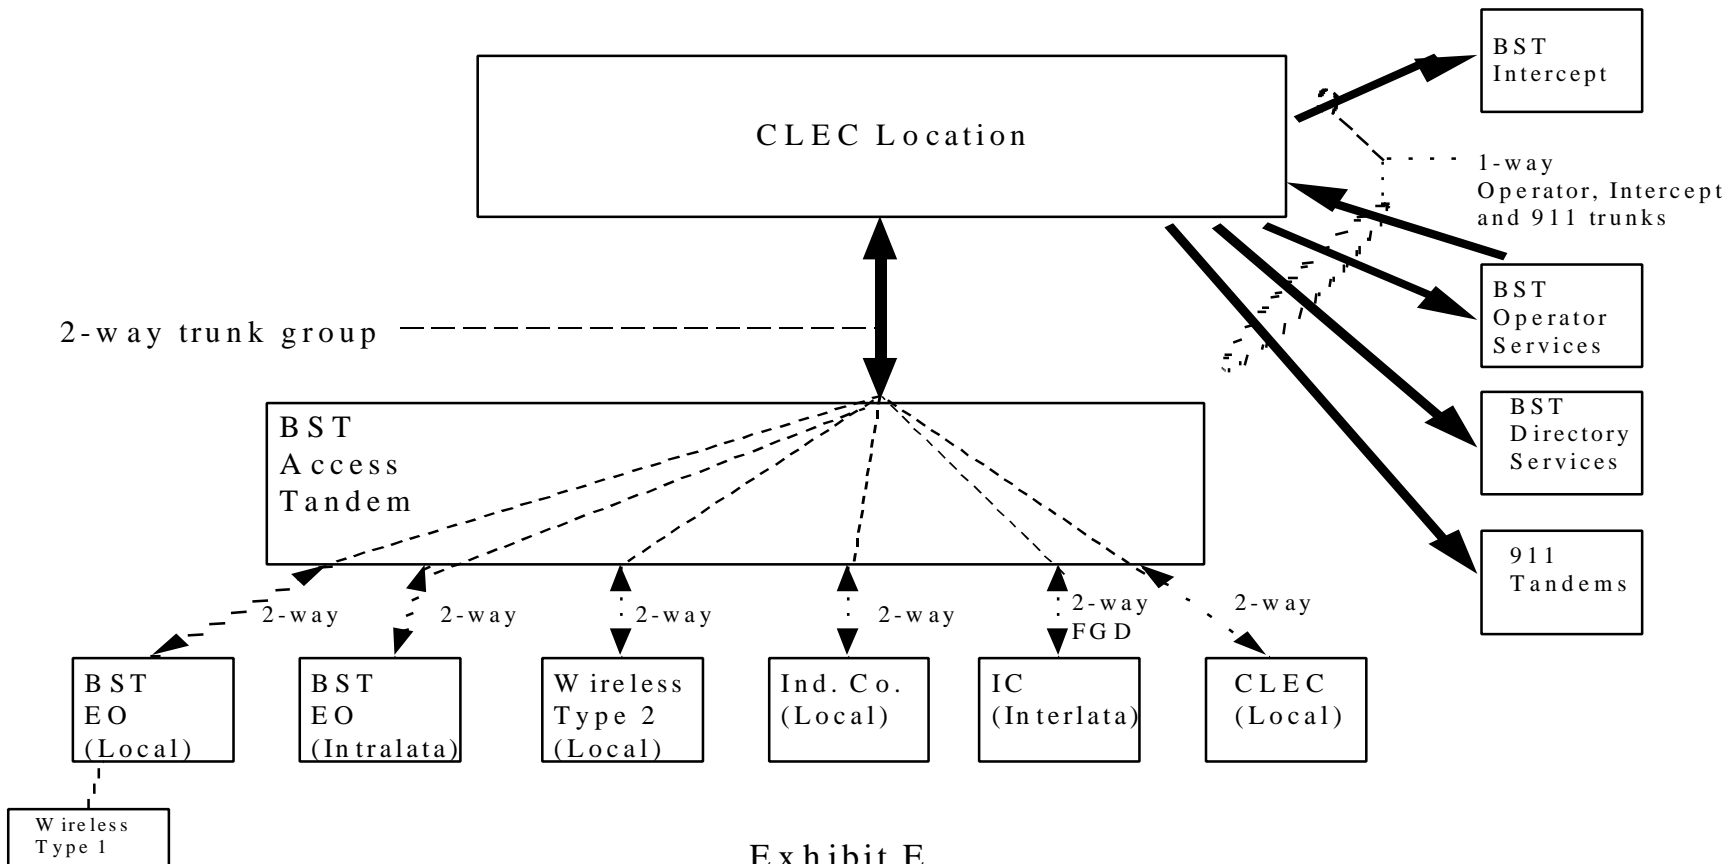 BST
Intercept
CLEC Location
1-way
Operator, Intercept
and 911 trunks
BST
Operator
Services
2-way trunk group
BST
Directory
Services
BST
Access
Tandem
911
Tandems
2-way
2-way
2-way
2-way
2-way
FGD
2-way
BST
EO
(Local)
BST
EO
(Intralata)
Wireless
Type 2
(Local)
Ind. Co.
(Local)
IC
(Interlata)
CLEC
(Local)
Wireless
Type 1
Exhibit E